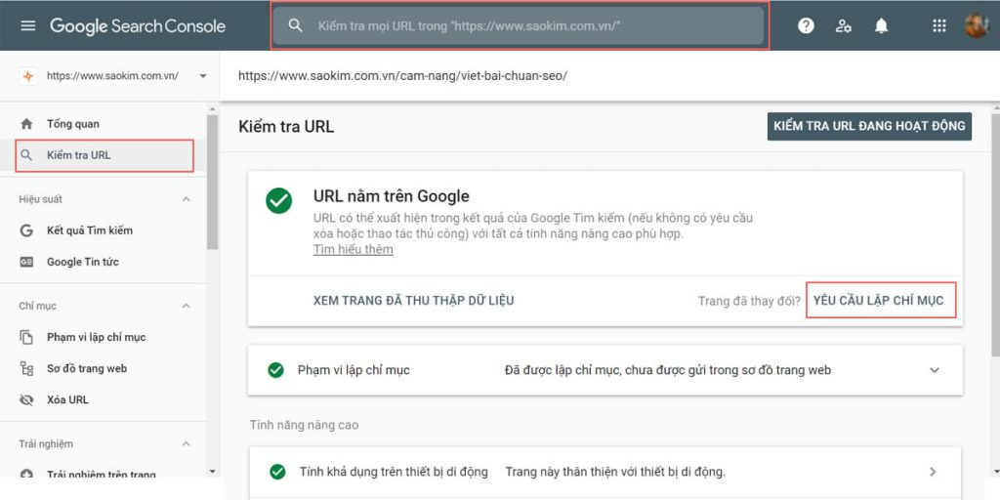 Google Search Console
Kiểm tra mọi URL trong "https://www.saokim.com.vn/"
https://www.saokim.com.vn/
https://www.saokim.com.vn/cam-nang/viet-bai-chuan-seo/
Tổng quan
Kiểm tra URL
Hiệu suất
Kết quả Tìm kiếm
Google Tin tức
Chỉ mục
Phạm vi lập chỉ mục
Sơ đồ trang web
Xóa URL
Trải nghiệm
Trải nghiệm trên trang
Kiểm tra URL
KIỂM TRA URL ĐANG HOẠT ĐỘNG
URL nằm trên Google
URL có thể xuất hiện trong kết quả của Google Tìm kiếm (nếu không có yêu cầu
xóa hoặc thao tác thủ công) với tất cả tính năng nâng cao phù hợp.
Tìm hiểu thêm
XEM TRANG ĐÃ THU THẬP DỮ LIỆU
Trang đã thay đổi? YÊU CẦU LẬP CHỈ MỤC
Phạm vi lập chỉ mục Đã được lập chỉ mục, chưa được gửi trong sơ đồ trang web
Tính năng nâng cao
Tính khả dụng trên thiết bị di động Trang này thân thiện với thiết bị di động.